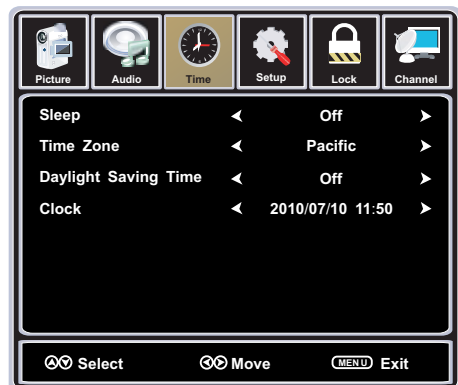 Picture Audio Time Setup Lock Channel
Sleep Off
Time Zone Pacific
Daylight Saving Time Off
Clock 2010/07/10 11:50
Select Move MENU Exit